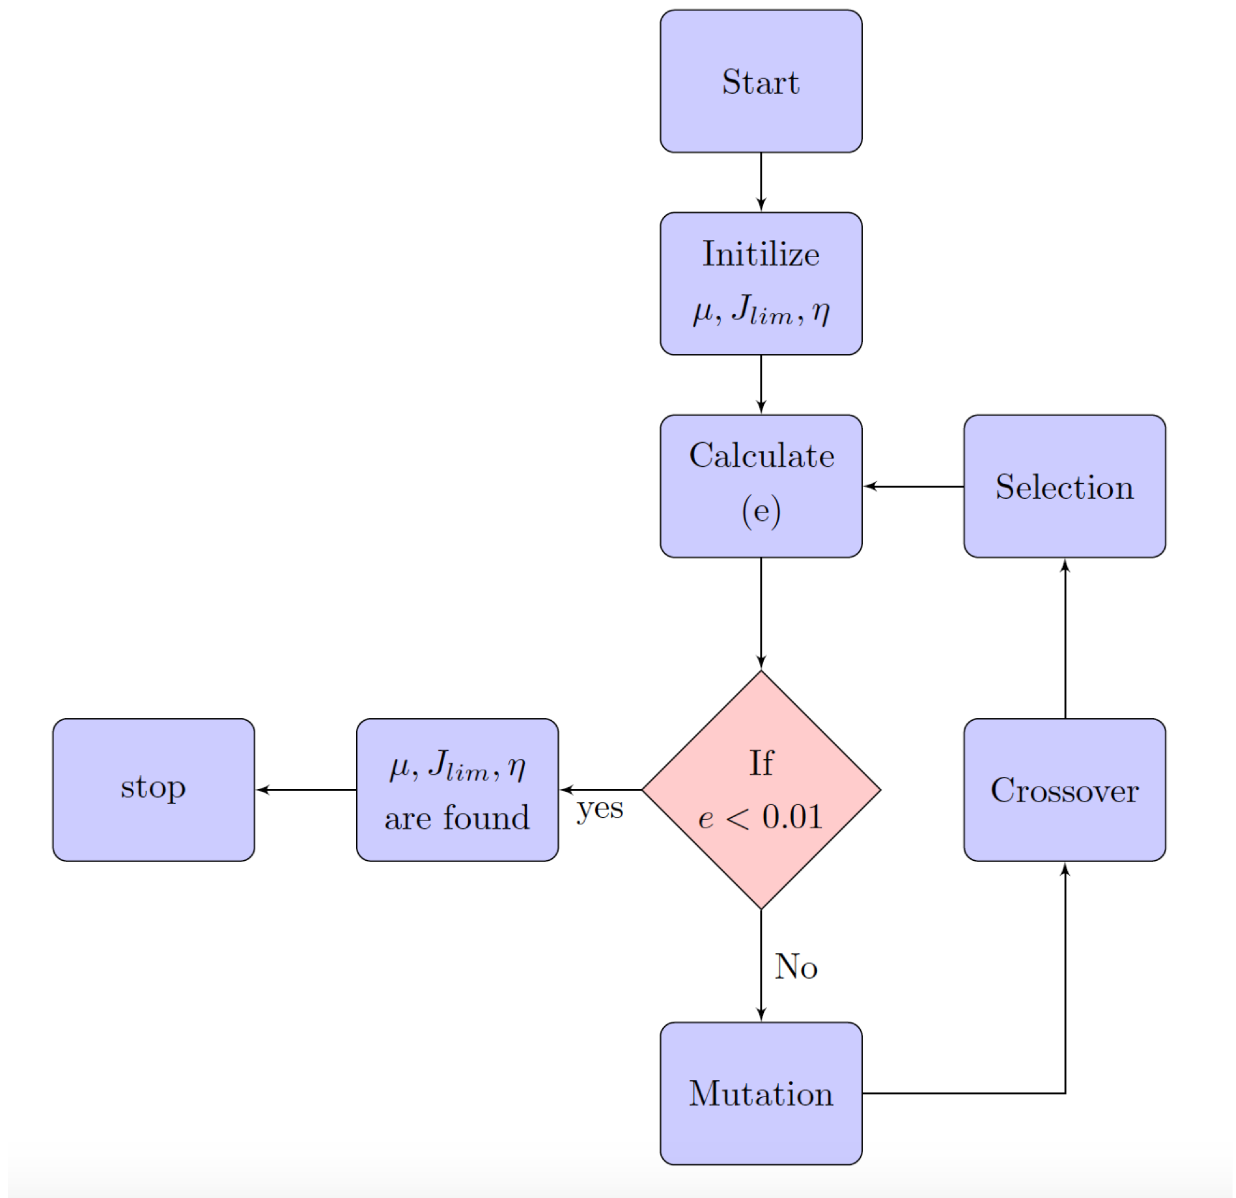 Start
Initilize
μ, J_lim, η
Calculate
(e)
Selection
If
e < 0.01
yes
μ, J_lim, η
are found
stop
Crossover
No
Mutation